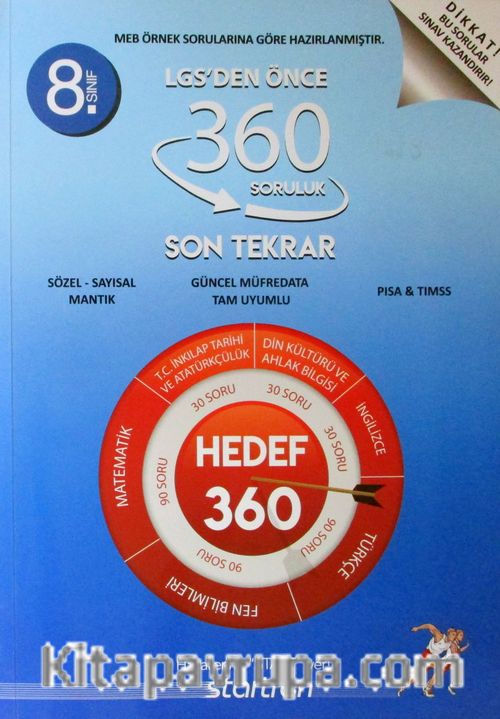 MEB ÖRNEK SORULARINA GÖRE HAZIRLANMIŞTIR.
DİKKAT!
BU SORULAR
SINAV KAZANDIRIR!
8.
SINIF
LGS'DEN ÖNCE
360
SORULUK
SON TEKRAR
SÖZEL - SAYISAL
MANTIK
GÜNCEL MÜFREDATA
TAM UYUMLU
PISA & TIMSS
T.C. İNKILAP TARİHİ
VE ATATÜRKÇÜLÜK
30 SORU
DİN KÜLTÜRÜ VE
AHLAK BİLGİSİ
30 SORU
İNGİLİZCE
30 SORU
MATEMATİK
90 SORU
HEDEF
360
TÜRKÇE
90 SORU
FEN BİLİMLERİ
90 SORU
Kitapavrupa.com